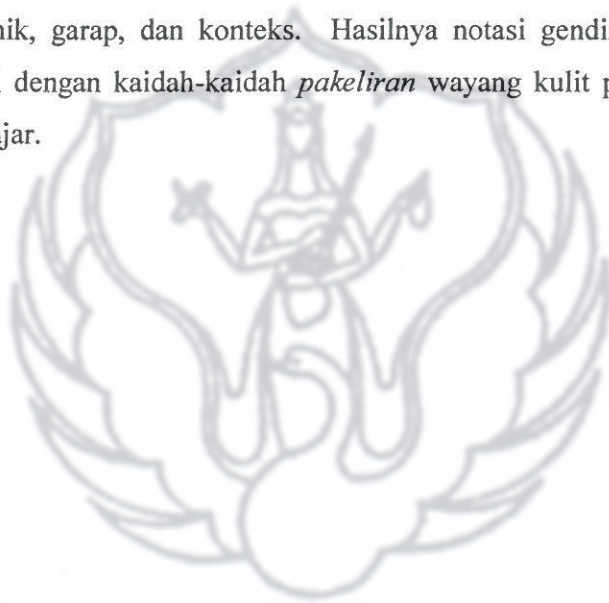 nik, garap, dan konteks. Hasilnya notasi gendi
dengan kaidah-kaidah pakeliran wayang kulit p
jar.